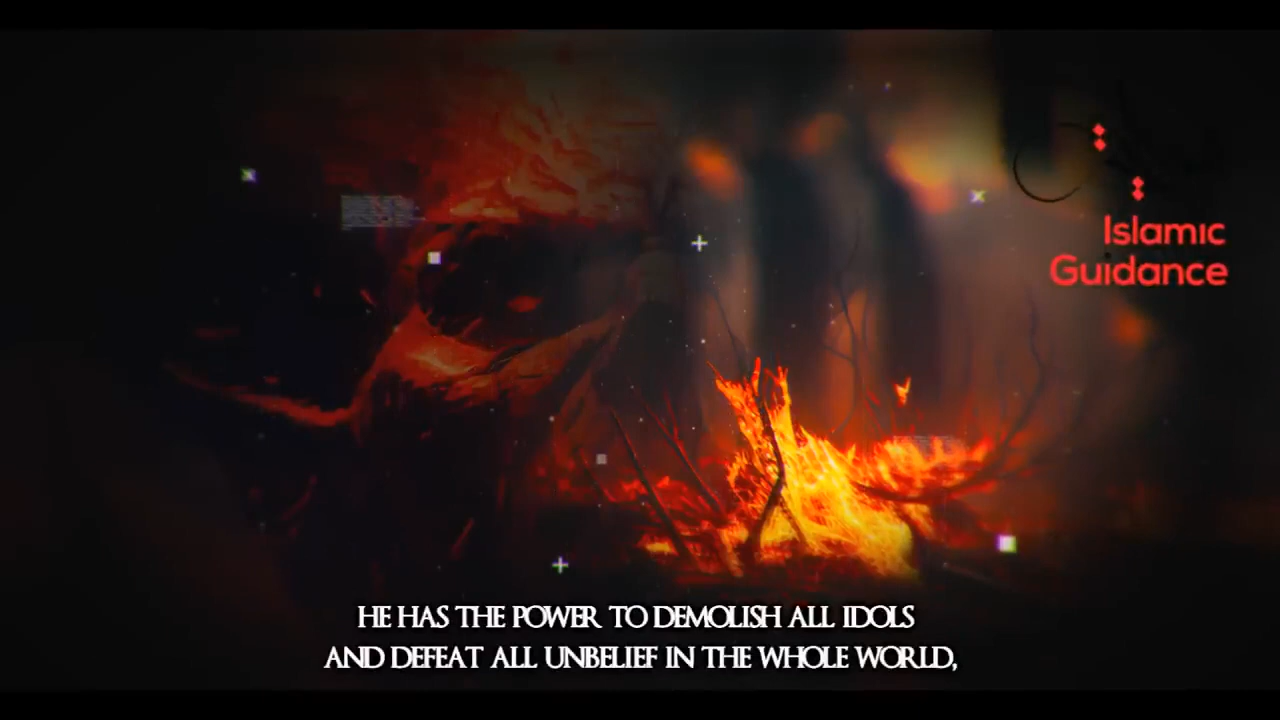 Islamic
Guidance
HE HAS THE POWER TO DEMOLISH ALL IDOLS
AND DEFEAT ALL UNBELIEF IN THE WHOLE WORLD,